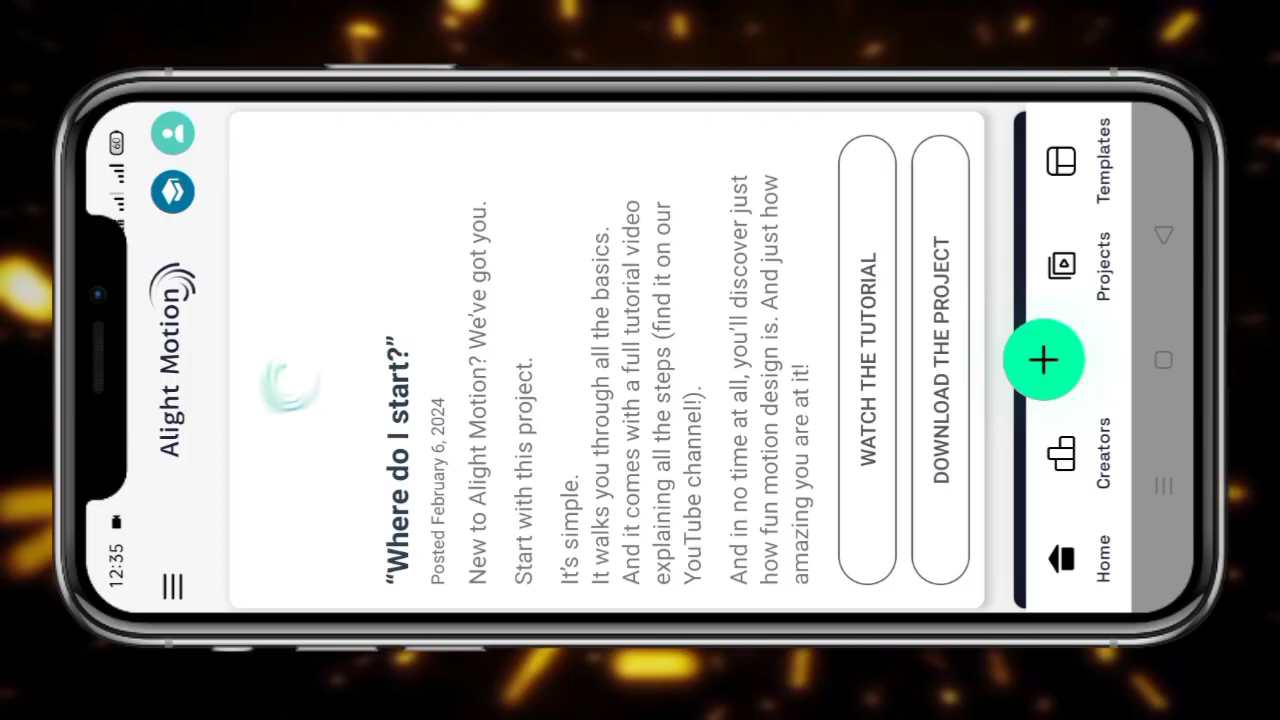 12:35
60
Alight Motion
“Where do I start?”
Posted February 6, 2024
New to Alight Motion? We've got you.
Start with this project.
It's simple.
It walks you through all the basics.
And it comes with a full tutorial video
explaining all the steps (find it on our
YouTube channel!).
And in no time at all, you'll discover just
how fun motion design is. And just how
amazing you are at it!
WATCH THE TUTORIAL
DOWNLOAD THE PROJECT
Home
Creators
Projects
Templates